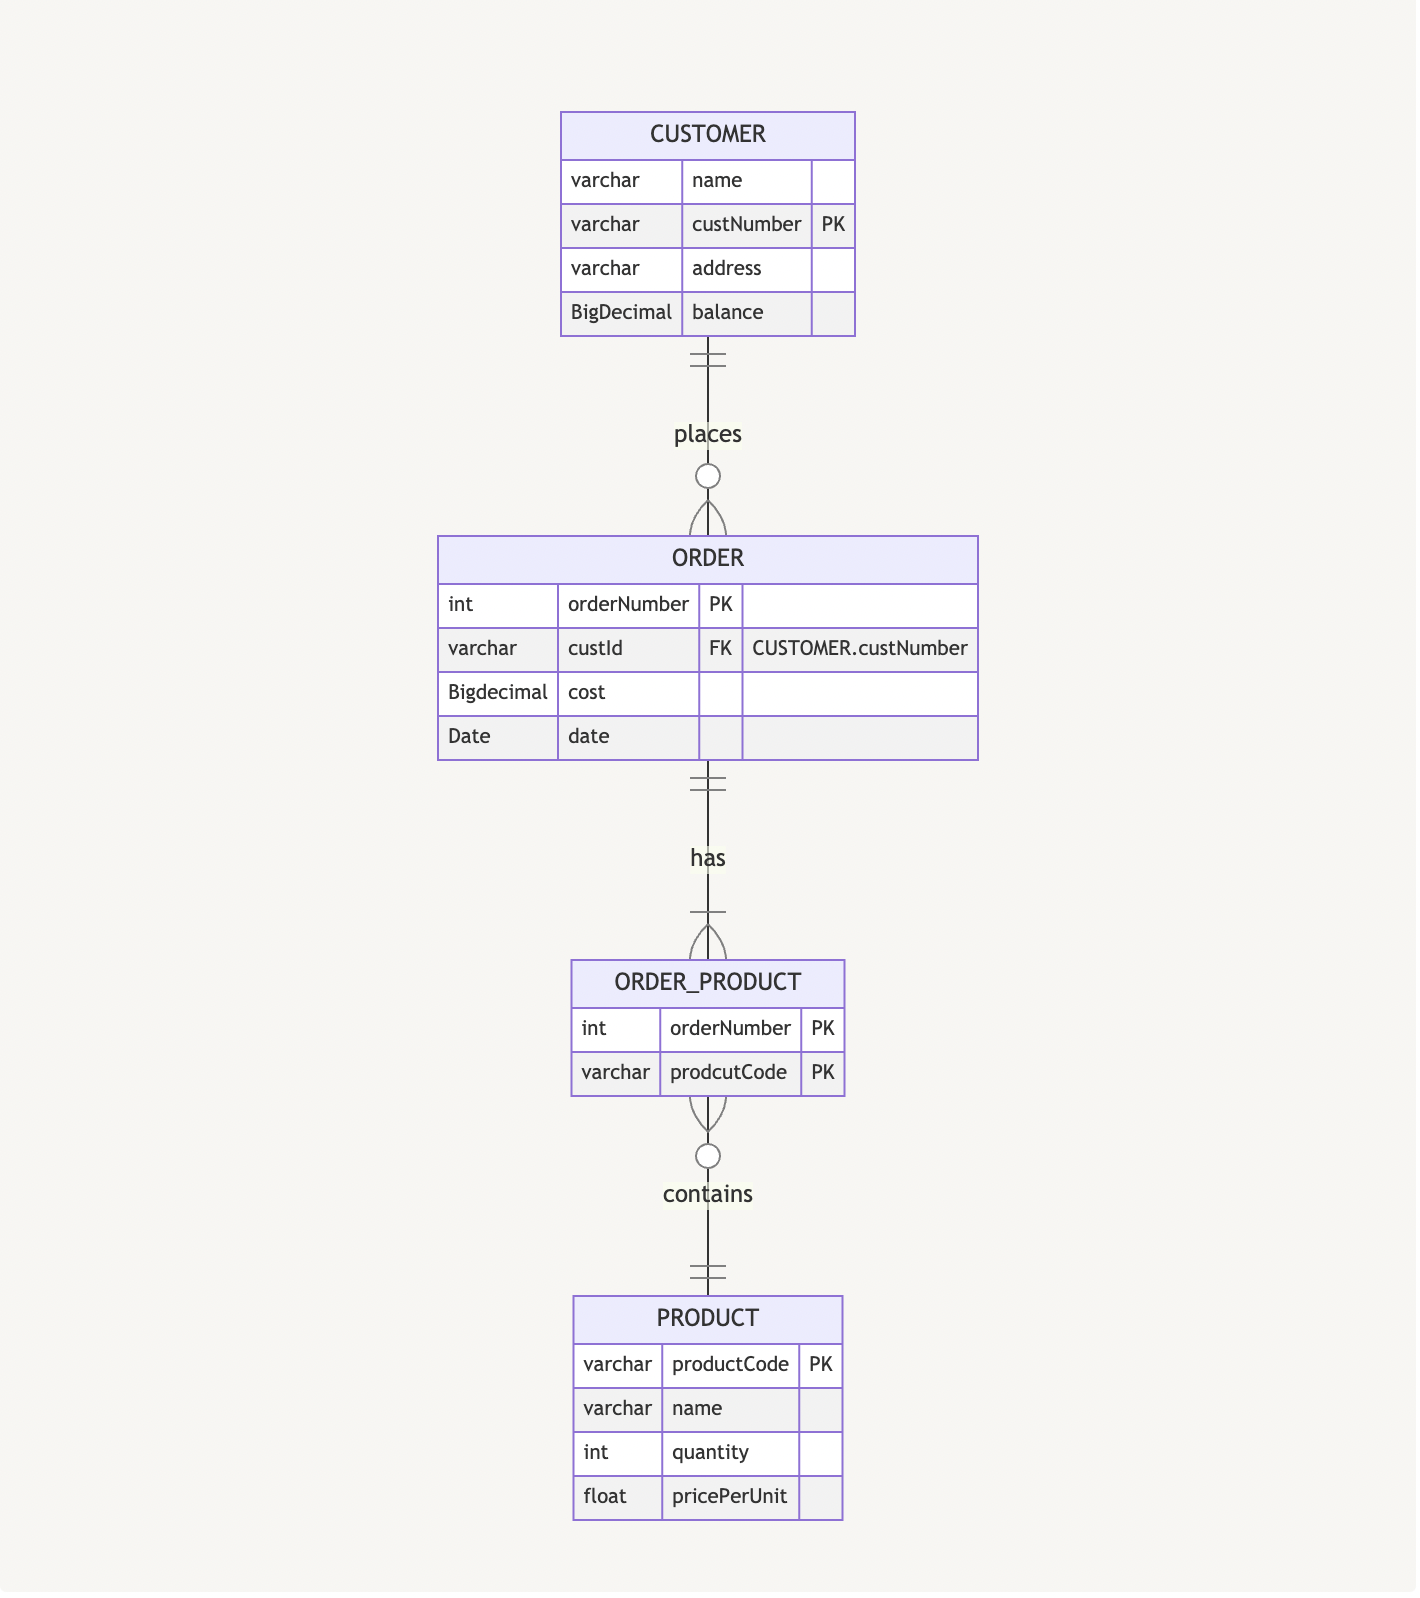 CUSTOMER
varchar name
varchar custNumber PK
varchar address
BigDecimal balance
places
ORDER
int orderNumber PK
varchar custId FK CUSTOMER.custNumber
Bigdecimal cost
Date date
has
ORDER_PRODUCT
int orderNumber PK
varchar prodcutCode PK
contains
PRODUCT
varchar productCode PK
varchar name
int quantity
float pricePerUnit